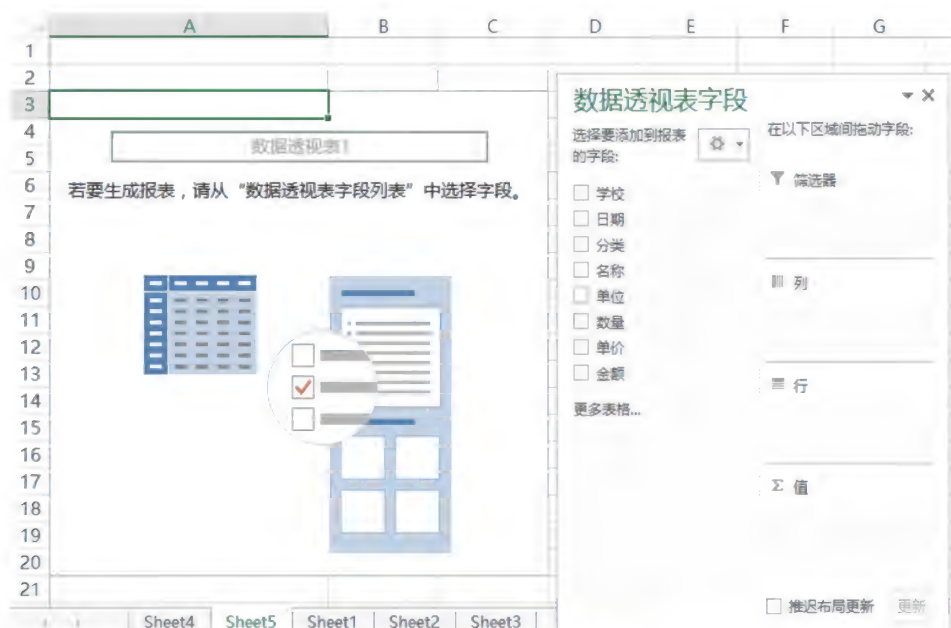 A B C D E F G
1
2
3
4
5
6
7
8
9
10
11
12
13
14
15
16
17
18
19
20
21
数据透视表1
若要生成报表，请从“数据透视表字段列表”中选择字段。
数据透视表字段
选择要添加到报表
的字段:
学校
日期
分类
名称
单位
数量
单价
金额
更多表格...
在以下区域间拖动字段:
筛选器
列
行
Σ 值
推迟布局更新 更新
Sheet4 Sheet5 Sheet1 Sheet2 Sheet3